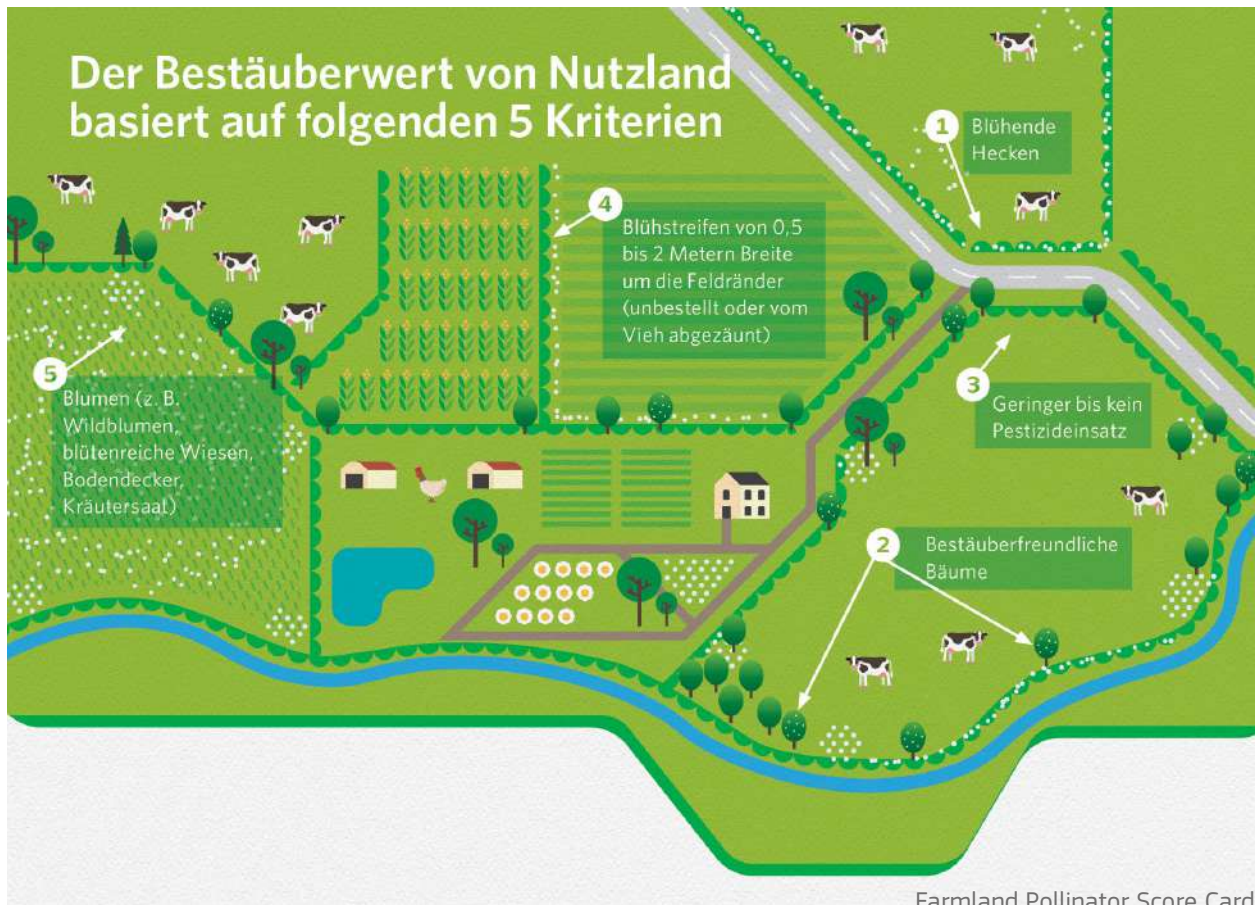 Der Bestäuberwert von Nutzland
basiert auf folgenden 5 Kriterien
1
Blühende
Hecken
4
Blühstreifen von 0,5
bis 2 Metern Breite
um die Feldränder
(unbestellt oder vom
Vieh abgezäunt)
5
Blumen (z. B.
Wildblumen,
blütenreiche Wiesen,
Bodendecker,
Kräutersaat)
3
Geringer bis kein
Pestizideinsatz
2
Bestäuberfreundliche
Bäume
Farmland Pollinator Score Card